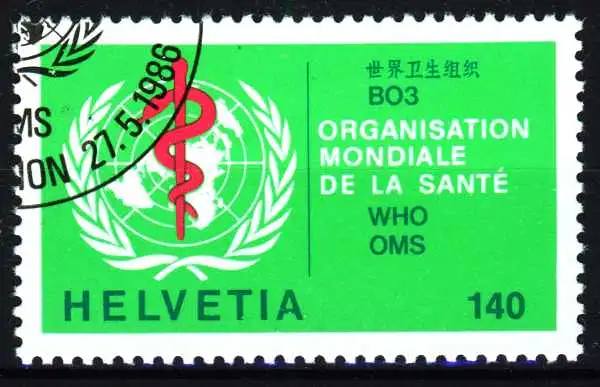 世界卫生组织
ВОЗ
ORGANISATION
MONDIALE
DE LA SANTÉ
WHO
OMS
HELVETIA
140
MS
ION 27.5.1986